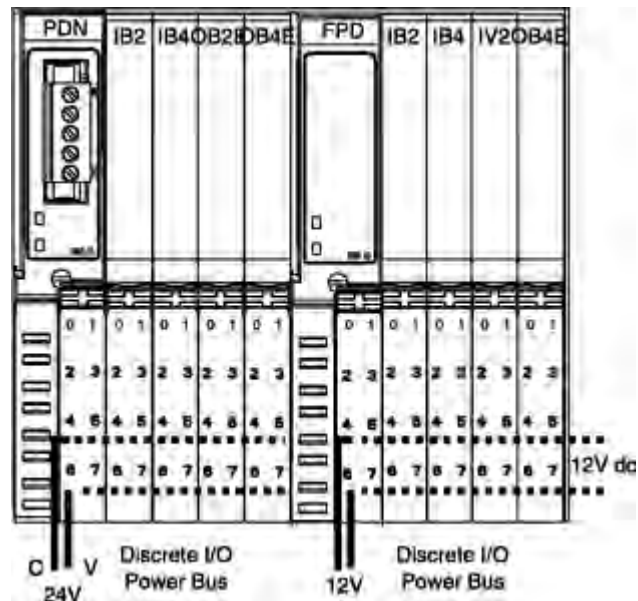 PDN IB2 IB4 OB2E OB4E FPD IB2 IB4 IV2 OB4E
0 1 0 1 0 1 0 1 0 1 0 1 0 1 0 1 0 1 0 1
2 3 2 3 2 3 2 3 2 3 2 3 2 3 2 3 2 3 2 3
4 5 4 5 4 5 4 5 4 5 4 5 4 5 4 5 4 5 4 5
6 7 6 7 6 7 6 7 6 7 6 7 6 7 6 7 6 7 6 7 12V dc
C V Discrete I/O Discrete I/O
24V Power Bus 12V Power Bus